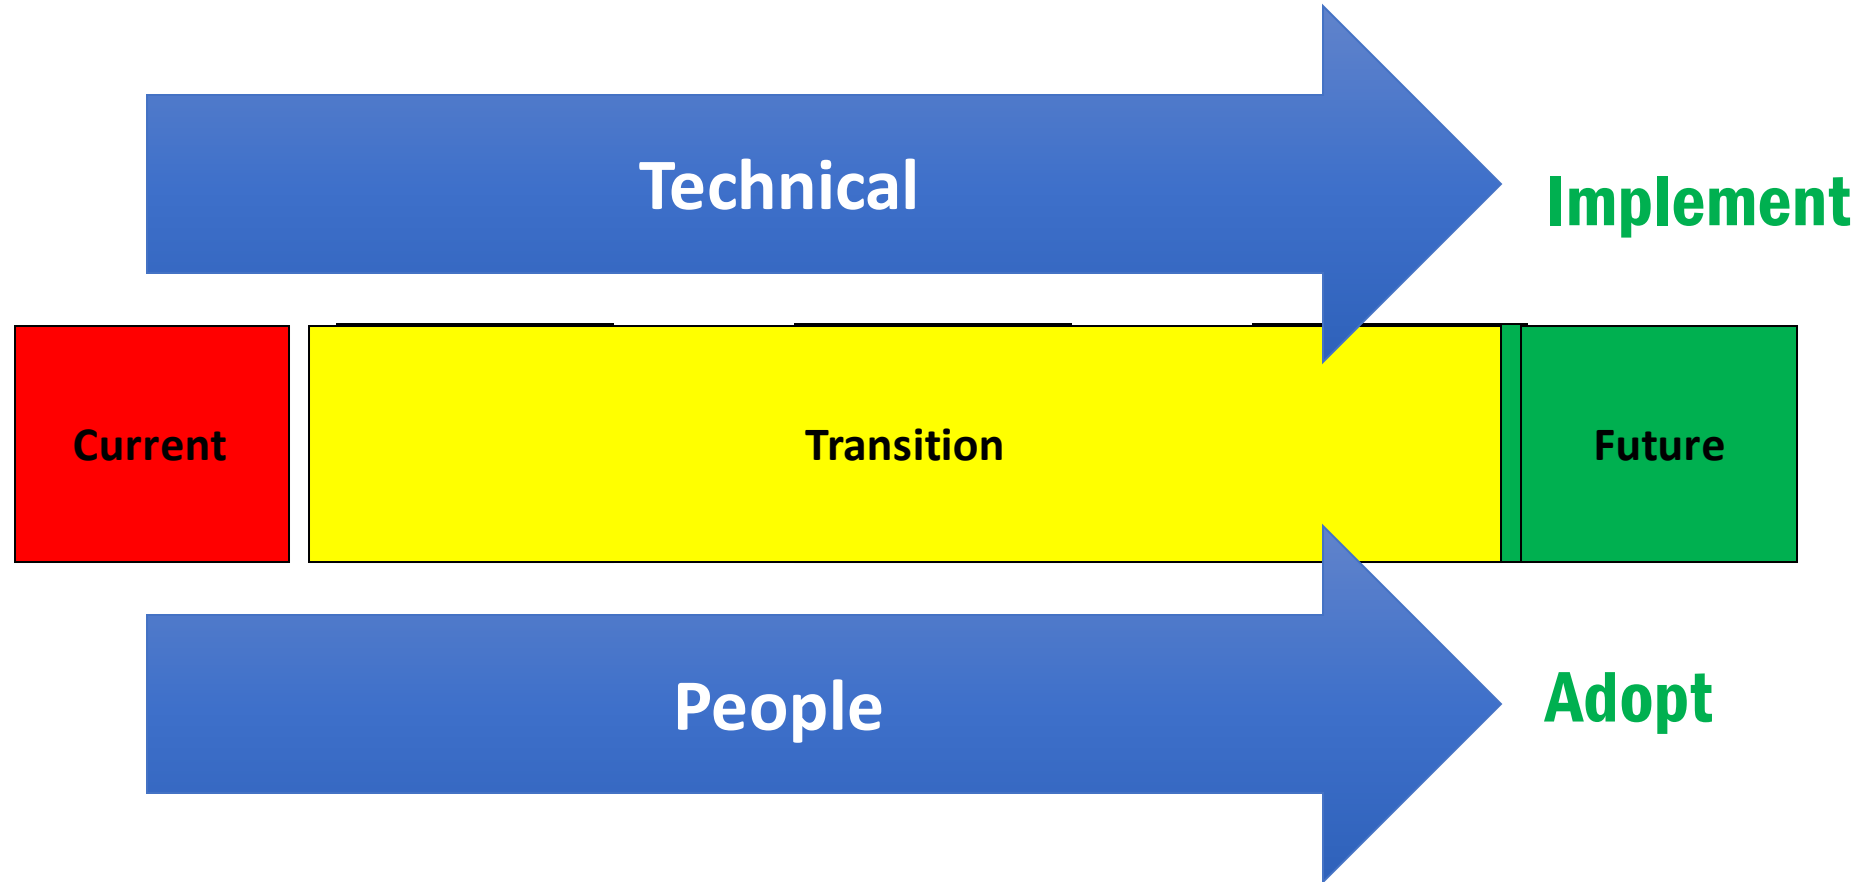 Technical
Implement
Current
Transition
Future
People
Adopt